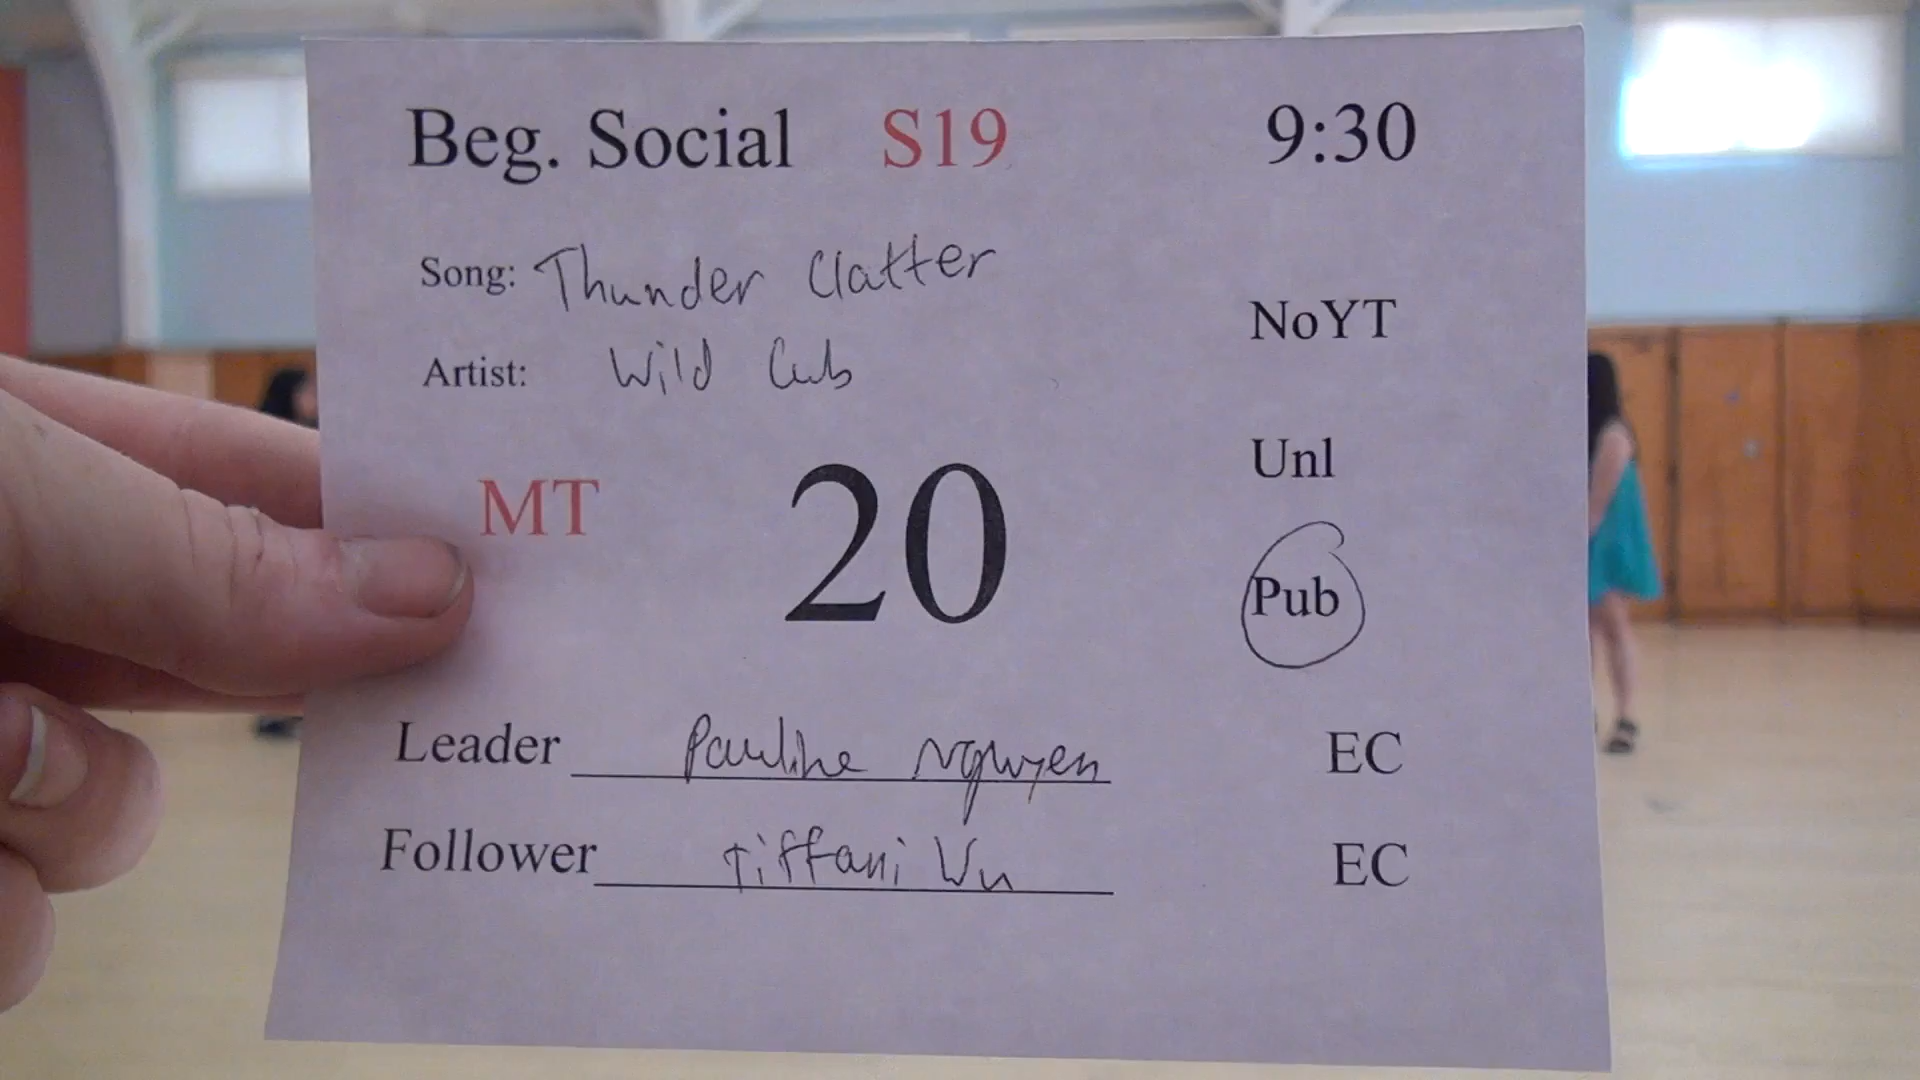 Beg. Social S19 9:30
Song: Thunder Clatter
NoYT
Artist: Wild Cub
Unl
MT 20
Pub
Leader Pauline Nguyen EC
Follower Tiffani Wu EC